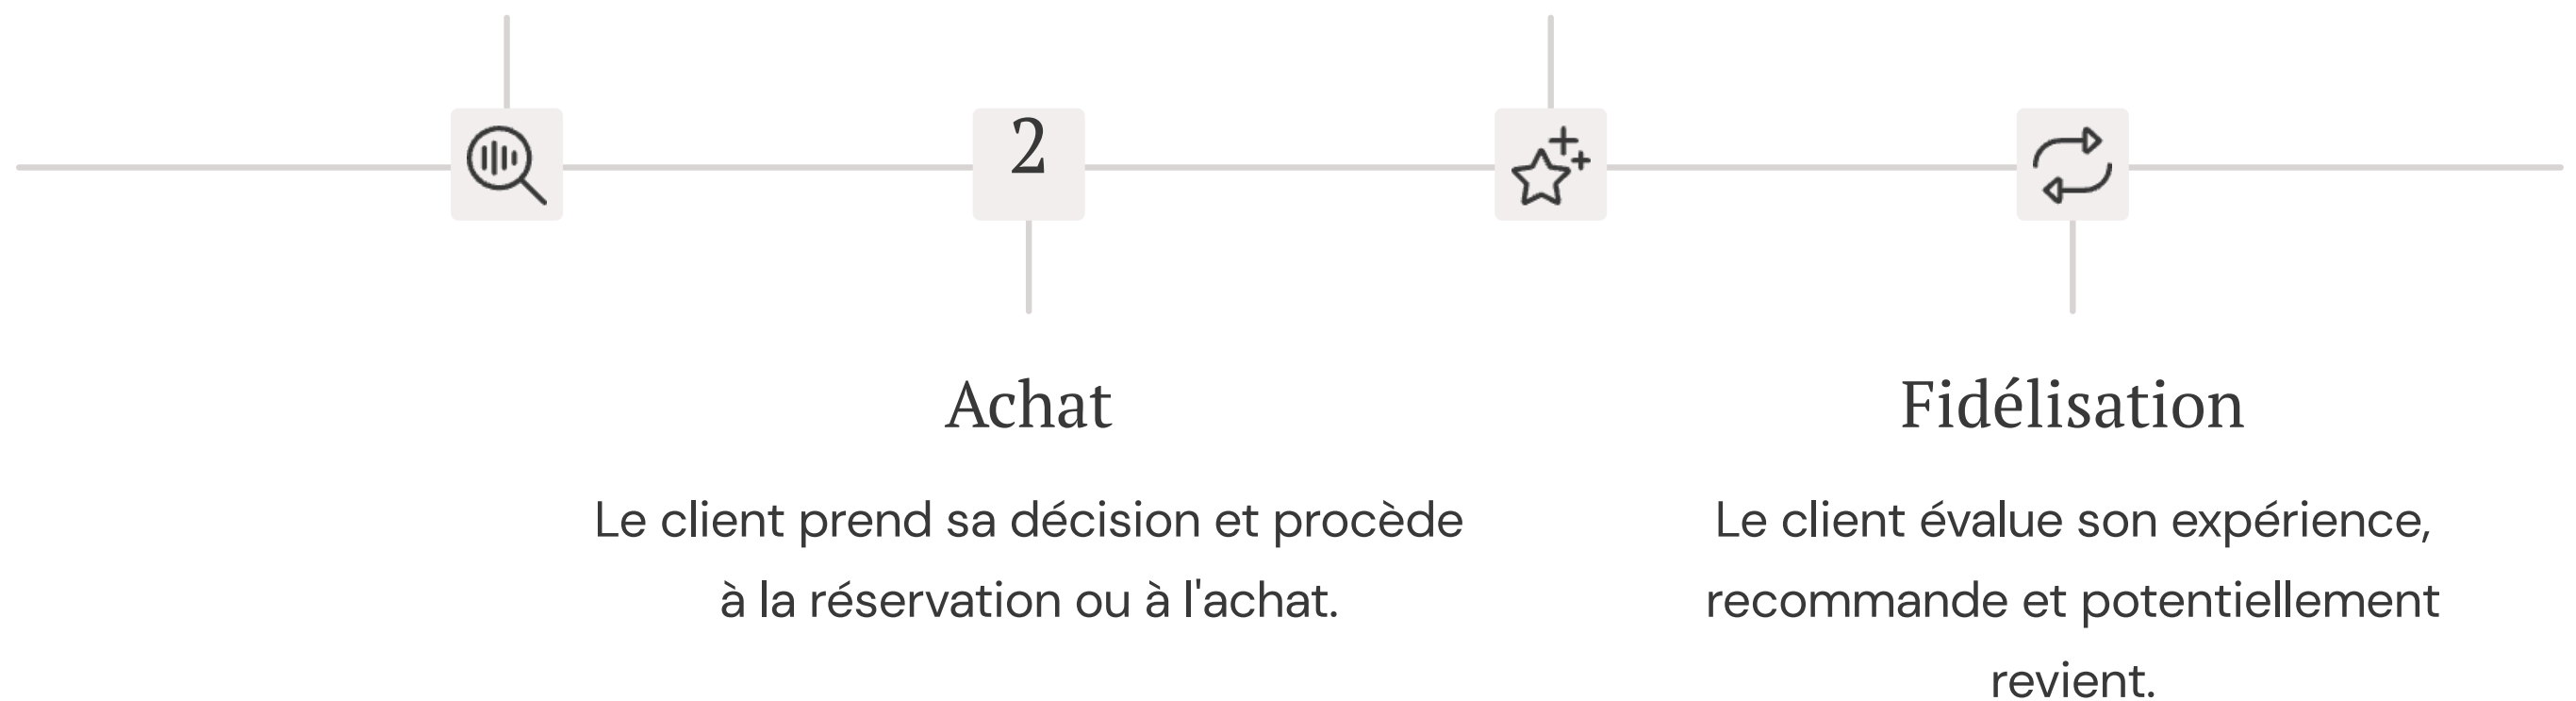 2
Achat
Le client prend sa décision et procède
à la réservation ou à l'achat.
Fidélisation
Le client évalue son expérience,
recommande et potentiellement
revient.